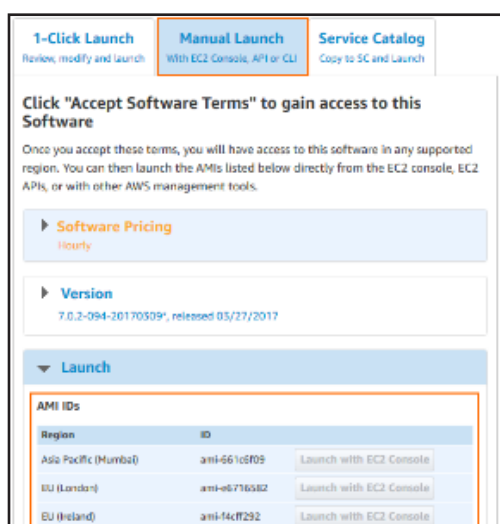 1-Click Launch
Review, modify and launch
Manual Launch
With EC2 Console, API or CLI
Service Catalog
Copy to SC and Launch
Click "Accept Software Terms" to gain access to this
Software
Once you accept these terms, you will have access to this software in any supported
region. You can then launch the AMIs listed below directly from the EC2 console, EC2
APIs, or with other AWS management tools.
Software Pricing
Hourly
Version
7.0.2-094-20170309*, released 03/27/2017
Launch
AMI IDs
Region ID
Asia Pacific (Mumbai) ami-661c6f09 Launch with EC2 Console
EU (London) ami-e6716582 Launch with EC2 Console
EU (Ireland) ami-f4cff292 Launch with EC2 Console